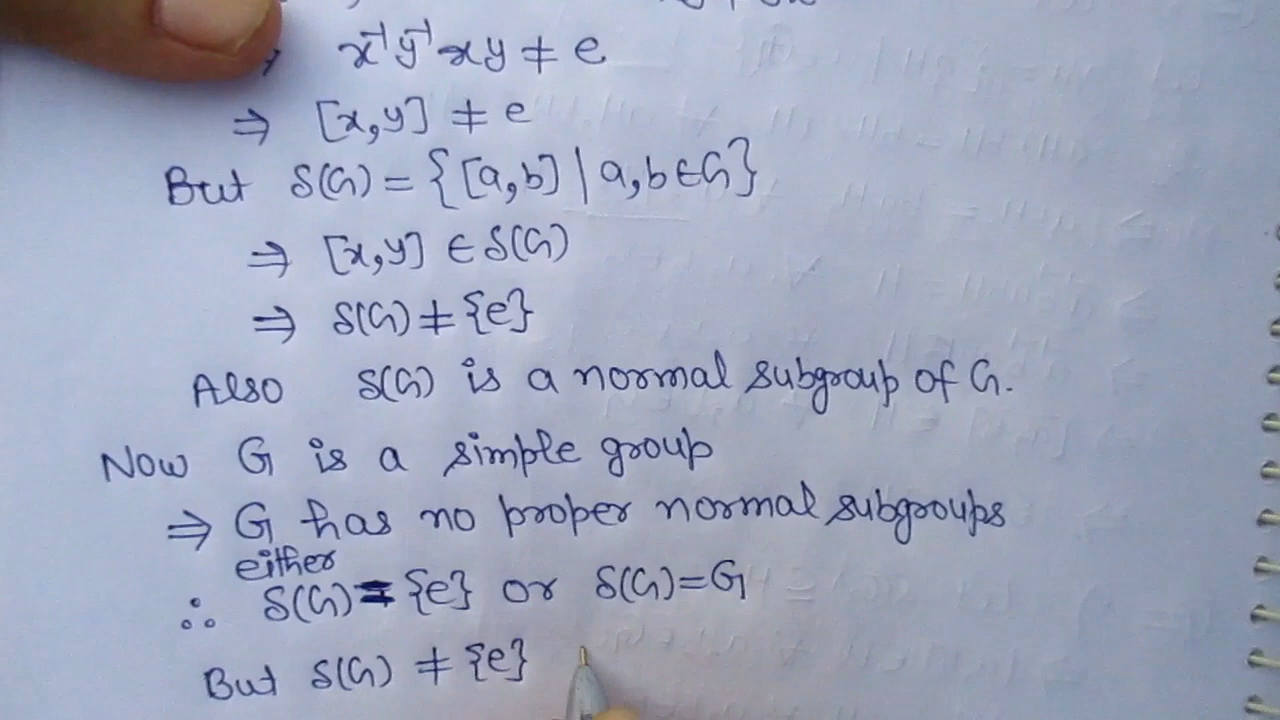 x⁻¹y⁻¹xy ≠ e
⇒ [x,y] ≠ e
But δ(G) = {[a,b] | a,b∈G}
⇒ [x,y] ∈ δ(G)
⇒ δ(G) ≠ {e}
Also δ(G) is a normal subgroup of G.
Now G is a simple group
⇒ G has no proper normal subgroups
either
∴ δ(G) = {e} or δ(G) = G
But δ(G) ≠ {e}